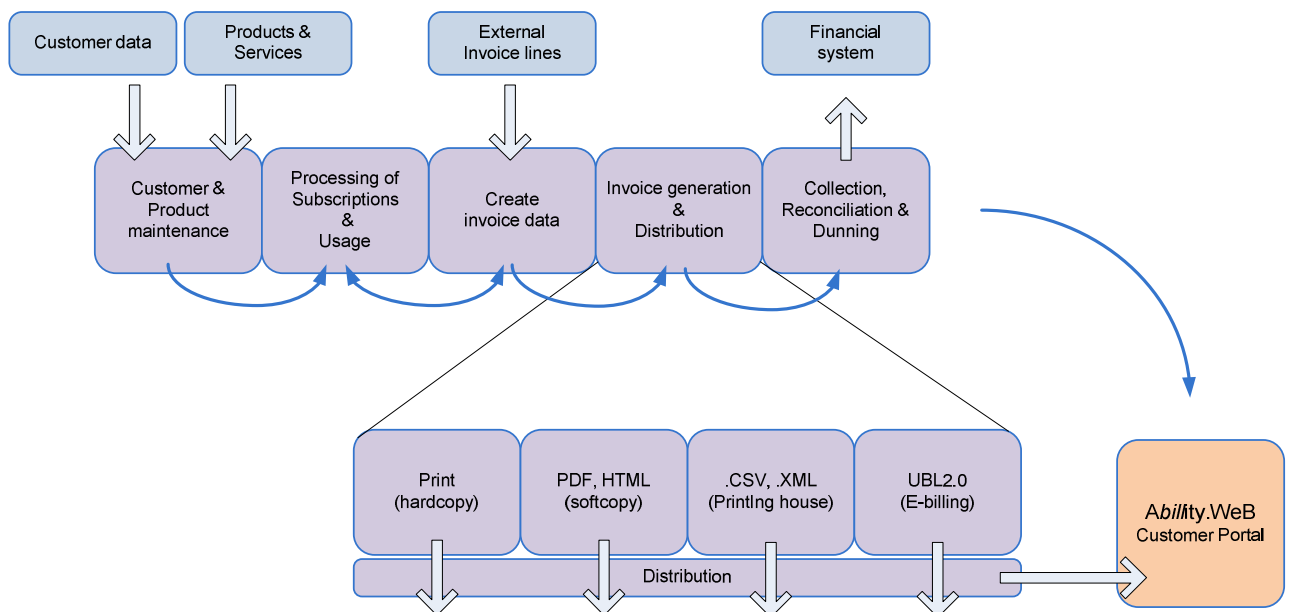 Customer data
Products &
Services
External
Invoice lines
Financial
system
Customer &
Product
maintenance
Processing of
Subscriptions
&
Usage
Create
invoice data
Invoice generation
&
Distribution
Collection,
Reconciliation &
Dunning
Print
(hardcopy)
PDF, HTML
(softcopy)
.CSV, .XML
(Printing house)
UBL2.0
(E-billing)
Distribution
Ability.WeB
Customer Portal